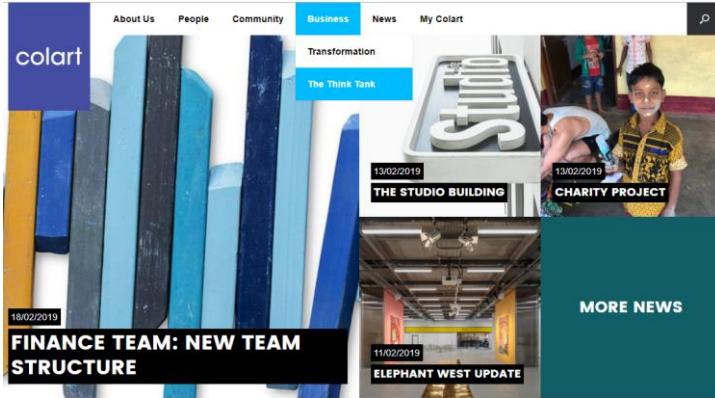 colart
About Us People Community Business News My Colart
Transformation
The Think Tank
18/02/2019
FINANCE TEAM: NEW TEAM
STRUCTURE
Studio
13/02/2019
THE STUDIO BUILDING
13/02/2019
CHARITY PROJECT
11/02/2019
ELEPHANT WEST UPDATE
MORE NEWS